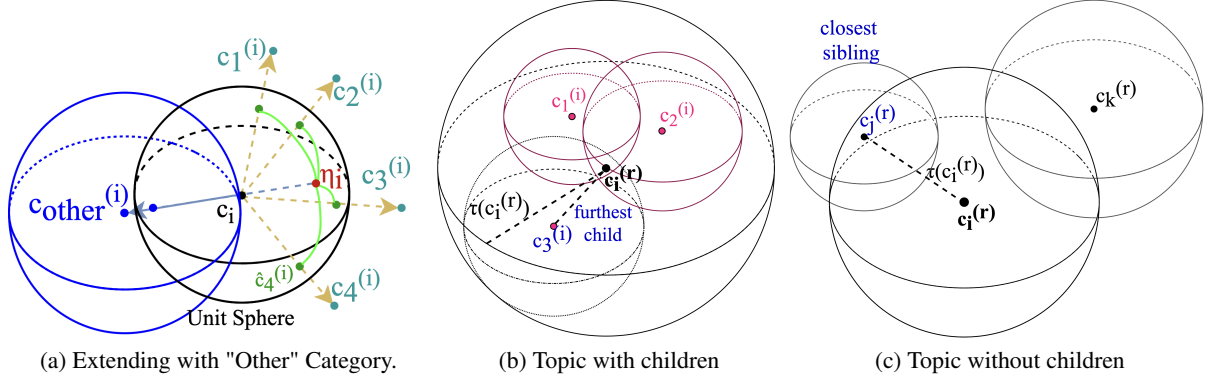 c₁⁽ⁱ⁾
c₂⁽ⁱ⁾
c₃⁽ⁱ⁾
c₄⁽ⁱ⁾
ĉ₄⁽ⁱ⁾
ηᵢ
cᵢ
c_other⁽ⁱ⁾
Unit Sphere
(a) Extending with "Other" Category.
c₁⁽ⁱ⁾
c₂⁽ⁱ⁾
cᵢ⁽ʳ⁾
τ(cᵢ⁽ʳ⁾)
furthest
child
c₃⁽ⁱ⁾
(b) Topic with children
closest
sibling
cⱼ⁽ʳ⁾
cₖ⁽ʳ⁾
τ(cᵢ⁽ʳ⁾)
cᵢ⁽ʳ⁾
(c) Topic without children